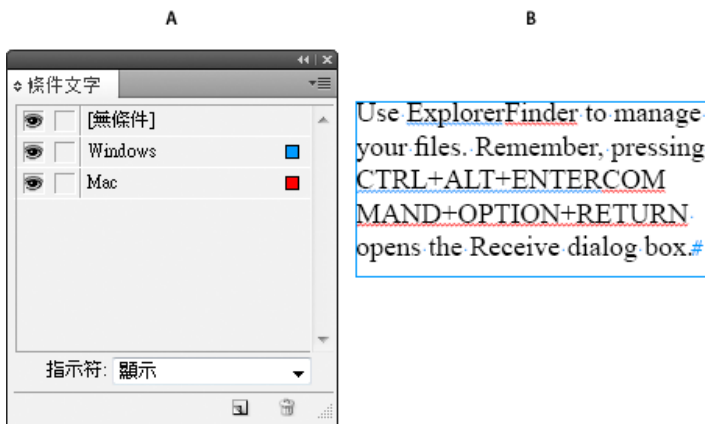 A
B
條件文字
[無條件]
Windows
Mac
指示符: 顯示
Use ExplorerFinder to manage
your files. Remember, pressing
CTRL+ALT+ENTERCOM
MAND+OPTION+RETURN
opens the Receive dialog box.#